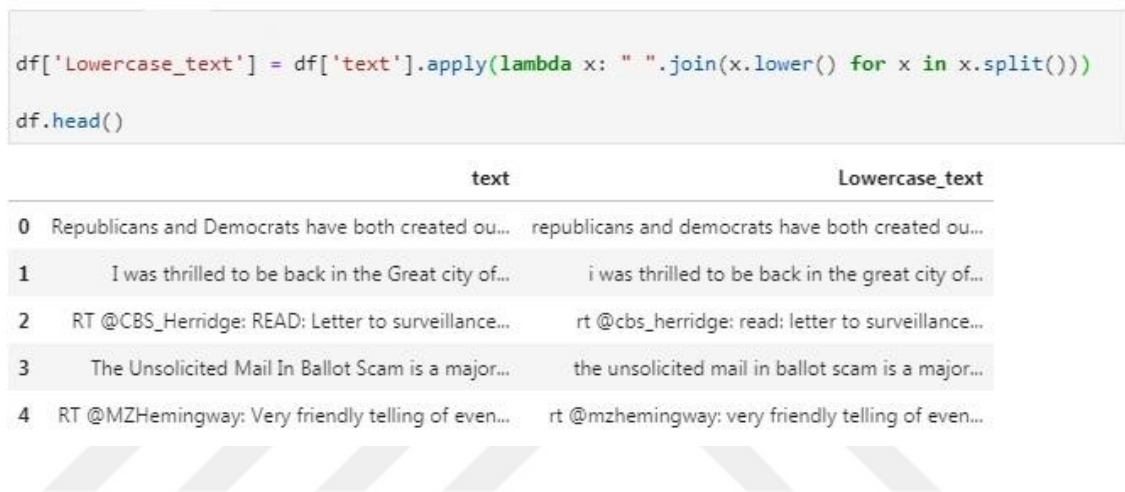 df['Lowercase_text'] = df['text'].apply(lambda x: " ".join(x.lower() for x in x.split()))
df.head()
text Lowercase_text
0 Republicans and Democrats have both created ou... republicans and democrats have both created ou...
1 I was thrilled to be back in the Great city of... i was thrilled to be back in the great city of...
2 RT @CBS_Herridge: READ: Letter to surveillance... rt @cbs_herridge: read: letter to surveillance...
3 The Unsolicited Mail In Ballot Scam is a major... the unsolicited mail in ballot scam is a major...
4 RT @MZHemingway: Very friendly telling of even... rt @mzhemingway: very friendly telling of even...